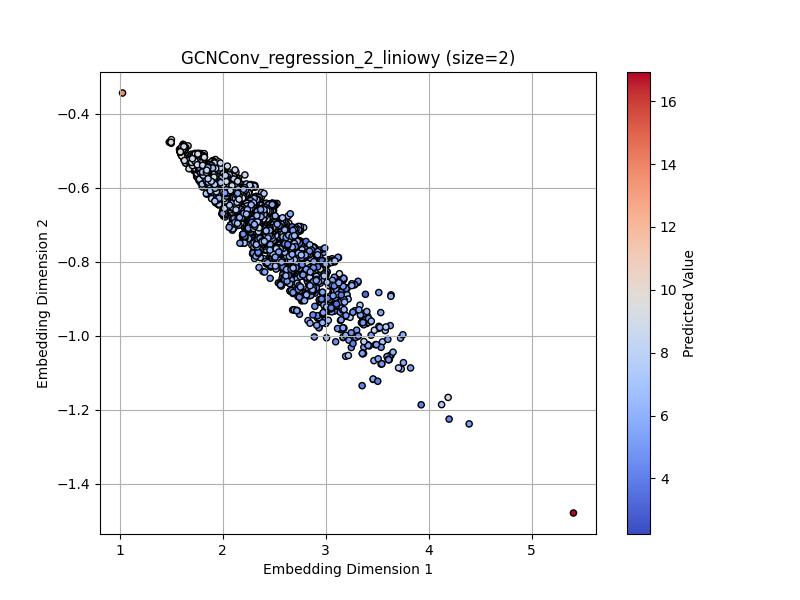 GCNConv_regression_2_liniowy (size=2)
−0.4
−0.6
−0.8
−1.0
−1.2
−1.4
Embedding Dimension 2
1 2 3 4 5
Embedding Dimension 1
16
14
12
10
8
6
4
Predicted Value